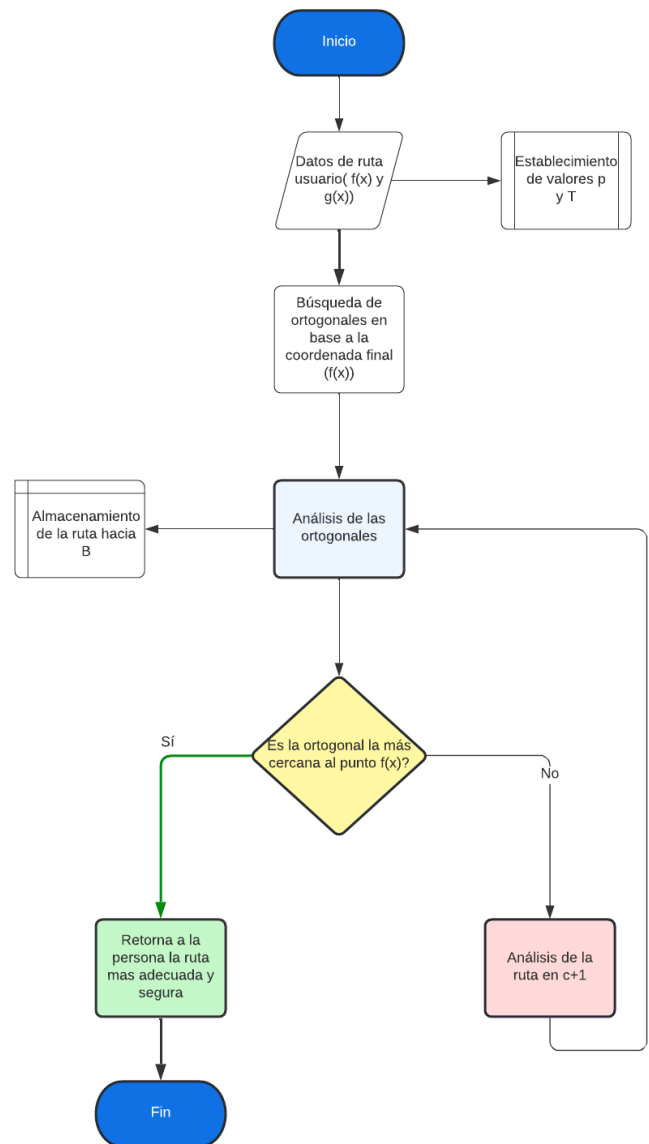 Inicio
Datos de ruta
usuario( f(x) y
g(x))
Establecimiento
de valores p
y T
Búsqueda de
ortogonales en
base a la
coordenada final
(f(x))
Almacenamiento
de la ruta hacia
B
Análisis de las
ortogonales
Es la ortogonal la más
cercana al punto f(x)?
Sí
No
Retorna a la
persona la ruta
mas adecuada y
segura
Análisis de la
ruta en c+1
Fin